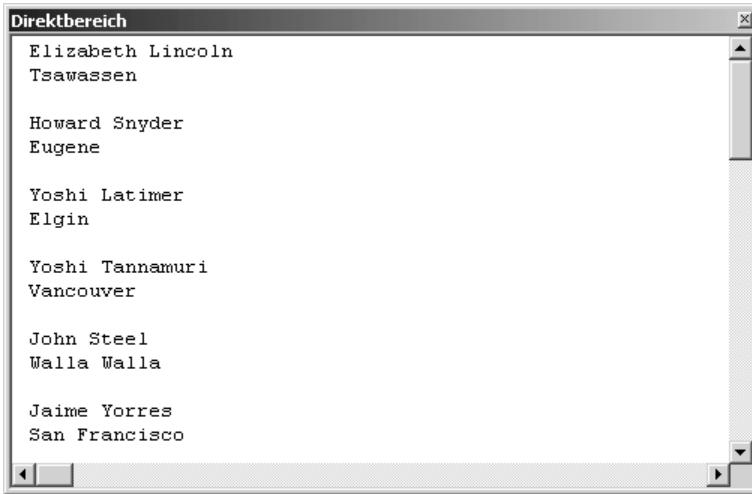 Direktbereich
Elizabeth Lincoln
Tsawassen
Howard Snyder
Eugene
Yoshi Latimer
Elgin
Yoshi Tannamuri
Vancouver
John Steel
Walla Walla
Jaime Yorres
San Francisco